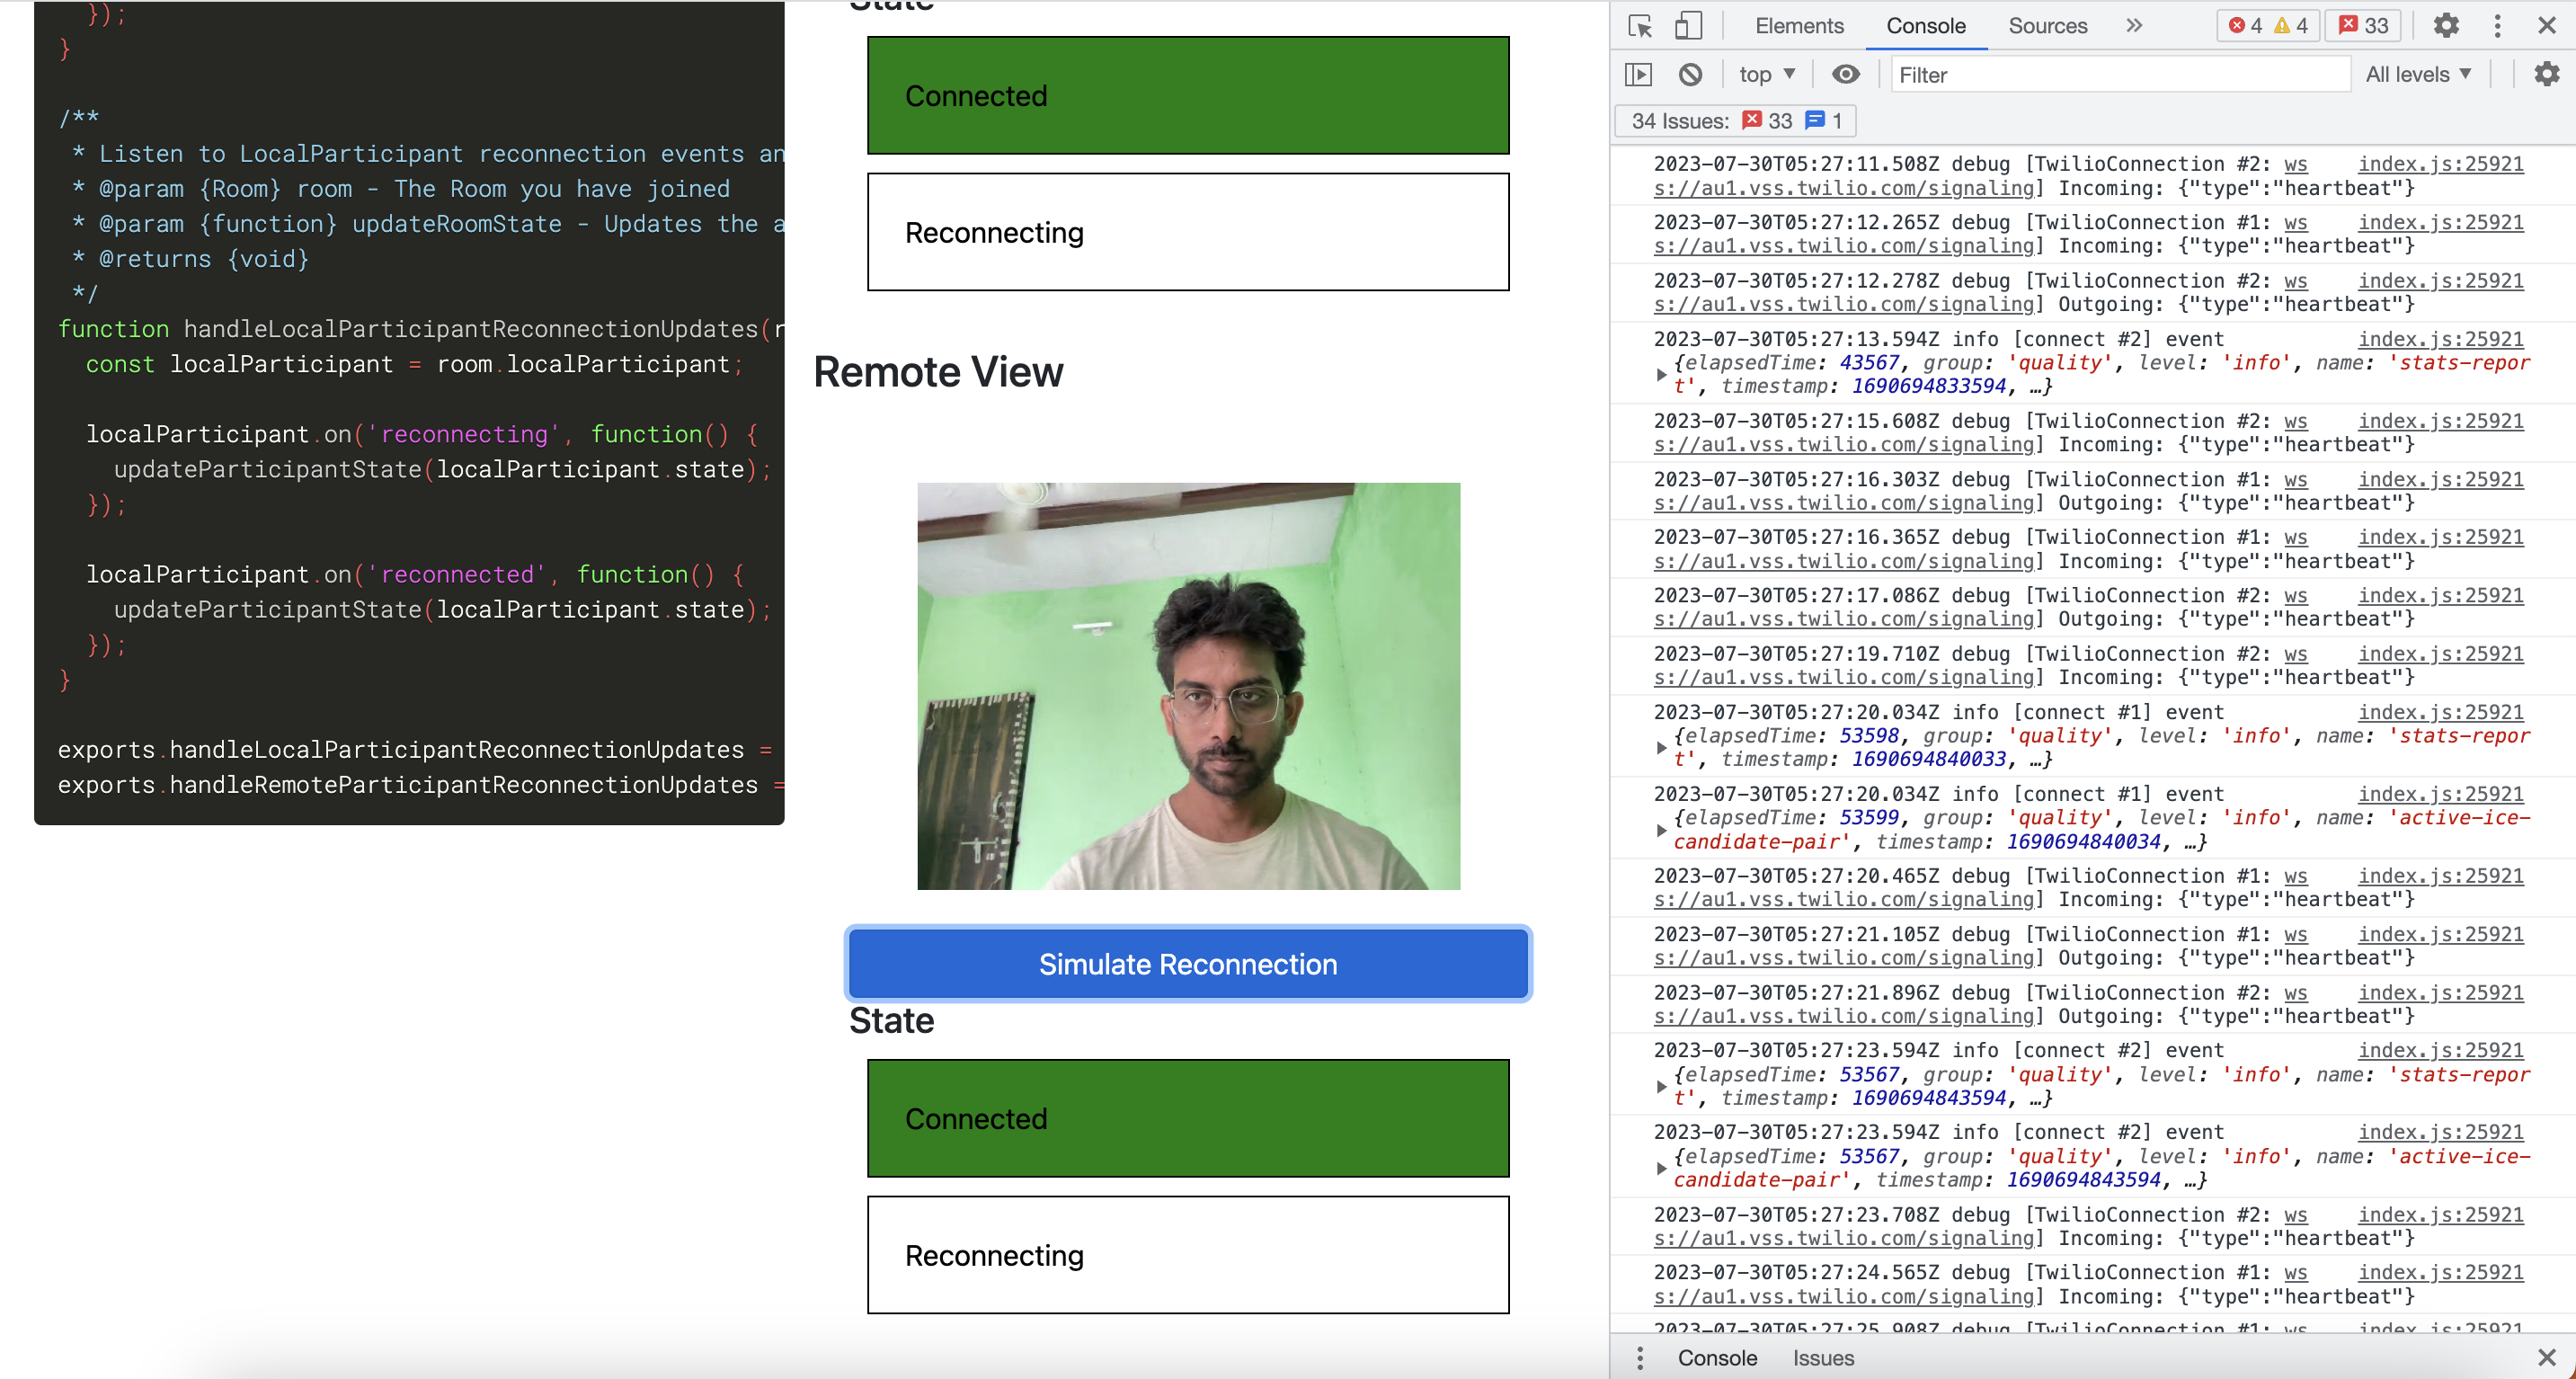 });
}
/**
* Listen to LocalParticipant reconnection events an
* @param {Room} room - The Room you have joined
* @param {function} updateRoomState - Updates the a
* @returns {void}
*/
function handleLocalParticipantReconnectionUpdates(r
const localParticipant = room.localParticipant;
localParticipant.on('reconnecting', function() {
updateParticipantState(localParticipant.state);
});
localParticipant.on('reconnected', function() {
updateParticipantState(localParticipant.state);
});
}
exports.handleLocalParticipantReconnectionUpdates =
exports.handleRemoteParticipantReconnectionUpdates =
State
Connected
Reconnecting
Remote View
Simulate Reconnection
State
Connected
Reconnecting
Elements Console Sources 4 4 33
top Filter All levels
34 Issues: 33 1
2023-07-30T05:27:11.508Z debug [TwilioConnection #2: ws index.js:25921
s://au1.vss.twilio.com/signaling] Incoming: {"type":"heartbeat"}
2023-07-30T05:27:12.265Z debug [TwilioConnection #1: ws index.js:25921
s://au1.vss.twilio.com/signaling] Incoming: {"type":"heartbeat"}
2023-07-30T05:27:12.278Z debug [TwilioConnection #2: ws index.js:25921
s://au1.vss.twilio.com/signaling] Outgoing: {"type":"heartbeat"}
2023-07-30T05:27:13.594Z info [connect #2] event index.js:25921
{elapsedTime: 43567, group: 'quality', level: 'info', name: 'stats-repor
t', timestamp: 1690694833594, …}
2023-07-30T05:27:15.608Z debug [TwilioConnection #2: ws index.js:25921
s://au1.vss.twilio.com/signaling] Incoming: {"type":"heartbeat"}
2023-07-30T05:27:16.303Z debug [TwilioConnection #1: ws index.js:25921
s://au1.vss.twilio.com/signaling] Outgoing: {"type":"heartbeat"}
2023-07-30T05:27:16.365Z debug [TwilioConnection #1: ws index.js:25921
s://au1.vss.twilio.com/signaling] Incoming: {"type":"heartbeat"}
2023-07-30T05:27:17.086Z debug [TwilioConnection #2: ws index.js:25921
s://au1.vss.twilio.com/signaling] Outgoing: {"type":"heartbeat"}
2023-07-30T05:27:19.710Z debug [TwilioConnection #2: ws index.js:25921
s://au1.vss.twilio.com/signaling] Incoming: {"type":"heartbeat"}
2023-07-30T05:27:20.034Z info [connect #1] event index.js:25921
{elapsedTime: 53598, group: 'quality', level: 'info', name: 'stats-repor
t', timestamp: 1690694840033, …}
2023-07-30T05:27:20.034Z info [connect #1] event index.js:25921
{elapsedTime: 53599, group: 'quality', level: 'info', name: 'active-ice-
candidate-pair', timestamp: 1690694840034, …}
2023-07-30T05:27:20.465Z debug [TwilioConnection #1: ws index.js:25921
s://au1.vss.twilio.com/signaling] Incoming: {"type":"heartbeat"}
2023-07-30T05:27:21.105Z debug [TwilioConnection #1: ws index.js:25921
s://au1.vss.twilio.com/signaling] Outgoing: {"type":"heartbeat"}
2023-07-30T05:27:21.896Z debug [TwilioConnection #2: ws index.js:25921
s://au1.vss.twilio.com/signaling] Outgoing: {"type":"heartbeat"}
2023-07-30T05:27:23.594Z info [connect #2] event index.js:25921
{elapsedTime: 53567, group: 'quality', level: 'info', name: 'stats-repor
t', timestamp: 1690694843594, …}
2023-07-30T05:27:23.594Z info [connect #2] event index.js:25921
{elapsedTime: 53567, group: 'quality', level: 'info', name: 'active-ice-
candidate-pair', timestamp: 1690694843594, …}
2023-07-30T05:27:23.708Z debug [TwilioConnection #2: ws index.js:25921
s://au1.vss.twilio.com/signaling] Incoming: {"type":"heartbeat"}
2023-07-30T05:27:24.565Z debug [TwilioConnection #1: ws index.js:25921
s://au1.vss.twilio.com/signaling] Incoming: {"type":"heartbeat"}
2023-07-30T05:27:25.908Z debug [TwilioConnection #1: ws index.js:25921
Console Issues